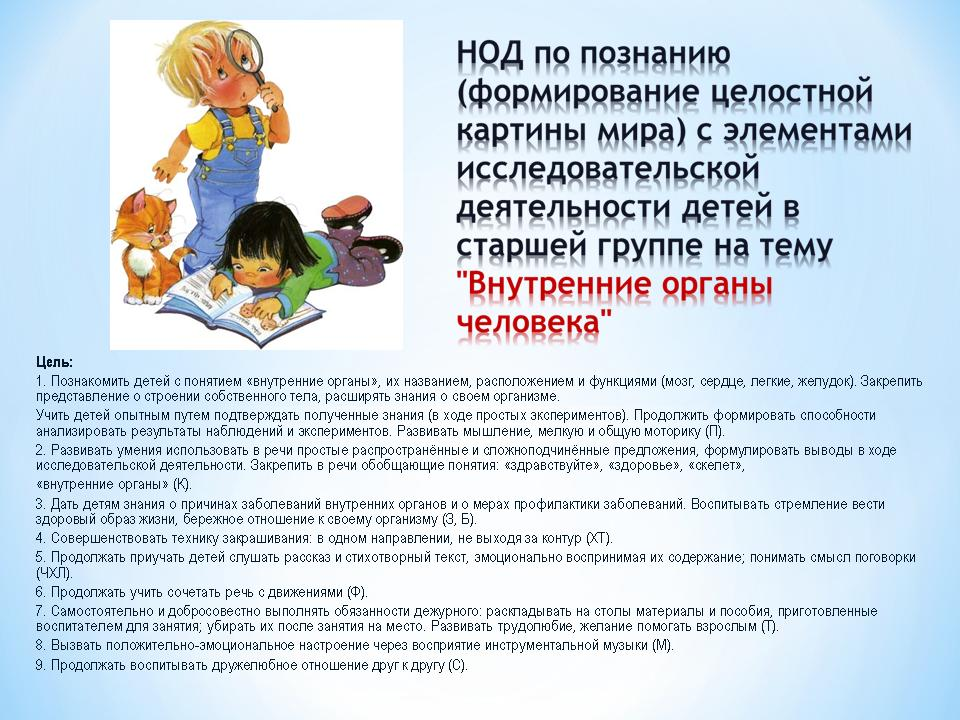 НОД по познанию
(формирование целостной
картины мира) с элементами
исследовательской
деятельности детей в
старшей группе на тему
"Внутренние органы
человека"
Цель:
1. Познакомить детей с понятием «внутренние органы», их названием, расположением и функциями (мозг, сердце, легкие, желудок). Закрепить
представление о строении собственного тела, расширять знания о своем организме.
Учить детей опытным путем подтверждать полученные знания (в ходе простых экспериментов). Продолжить формировать способности
анализировать результаты наблюдений и экспериментов. Развивать мышление, мелкую и общую моторику (П).
2. Развивать умения использовать в речи простые распространённые и сложноподчинённые предложения, формулировать выводы в ходе
исследовательской деятельности. Закрепить в речи обобщающие понятия: «здравствуйте», «здоровье», «скелет»,
«внутренние органы» (К).
3. Дать детям знания о причинах заболеваний внутренних органов и о мерах профилактики заболеваний. Воспитывать стремление вести
здоровый образ жизни, бережное отношение к своему организму (З, Б).
4. Совершенствовать технику закрашивания: в одном направлении, не выходя за контур (ХТ).
5. Продолжать приучать детей слушать рассказ и стихотворный текст, эмоционально воспринимая их содержание; понимать смысл поговорки
(ЧХЛ).
6. Продолжать учить сочетать речь с движениями (Ф).
7. Самостоятельно и добросовестно выполнять обязанности дежурного: раскладывать на столы материалы и пособия, приготовленные
воспитателем для занятия; убирать их после занятия на место. Развивать трудолюбие, желание помогать взрослым (Т).
8. Вызвать положительно-эмоциональное настроение через восприятие инструментальной музыки (М).
9. Продолжать воспитывать дружелюбное отношение друг к другу (С).